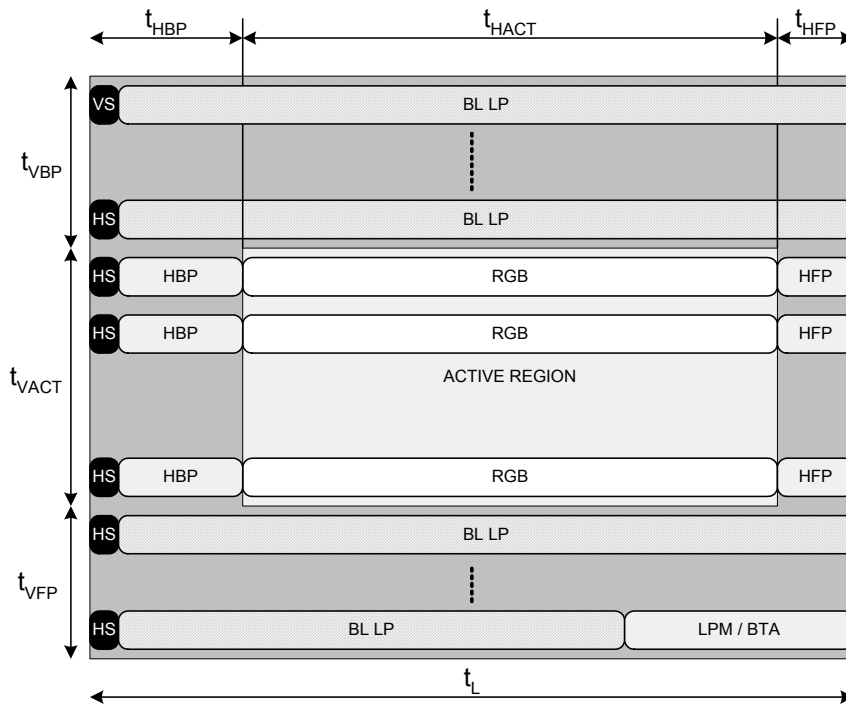 tHBP tHACT tHFP
VS BL LP
tVBP
HS BL LP
HS HBP RGB HFP
HS HBP RGB HFP
tVACT ACTIVE REGION
HS HBP RGB HFP
HS BL LP
tVFP
HS BL LP LPM / BTA
tL